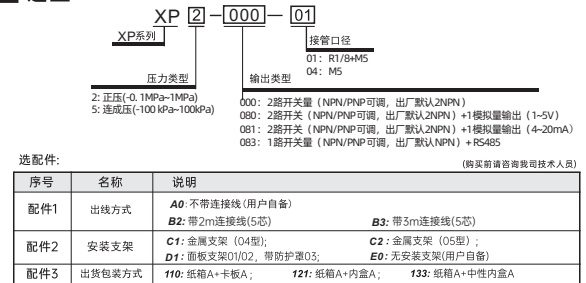 XP 2 — 000 — 01
XP系列
接管口径
01：R1/8+M5
04：M5
压力类型
输出类型
2: 正压(-0.1MPa~1MPa)
5: 连成压(-100 kPa~100kPa)
000：2路开关量（NPN/PNP可调，出厂默认2NPN）
080：2路开关（NPN/PNP可调，出厂默认2NPN）+1模拟量输出（1~5V）
081：2路开关（NPN/PNP可调，出厂默认2NPN）+1模拟量输出（4~20mA）
083：1路开关量（NPN/PNP可调，出厂默认NPN）+RS485
选配件:
(购买前请咨询我司技术人员)
序号 名称 说明
配件1 出线方式 A0: 不带连接线(用户自备)
B2: 带2m连接线(5芯) B3: 带3m连接线(5芯)
配件2 安装支架 C1: 金属支架（04型); C2: 金属支架（05型）;
D1: 面板支架01/02，带防护罩03; E0: 无安装支架(用户自备)
配件3 出货包装方式 110: 纸箱A+卡板A; 121: 纸箱A+内盒A; 133: 纸箱A+中性内盒A